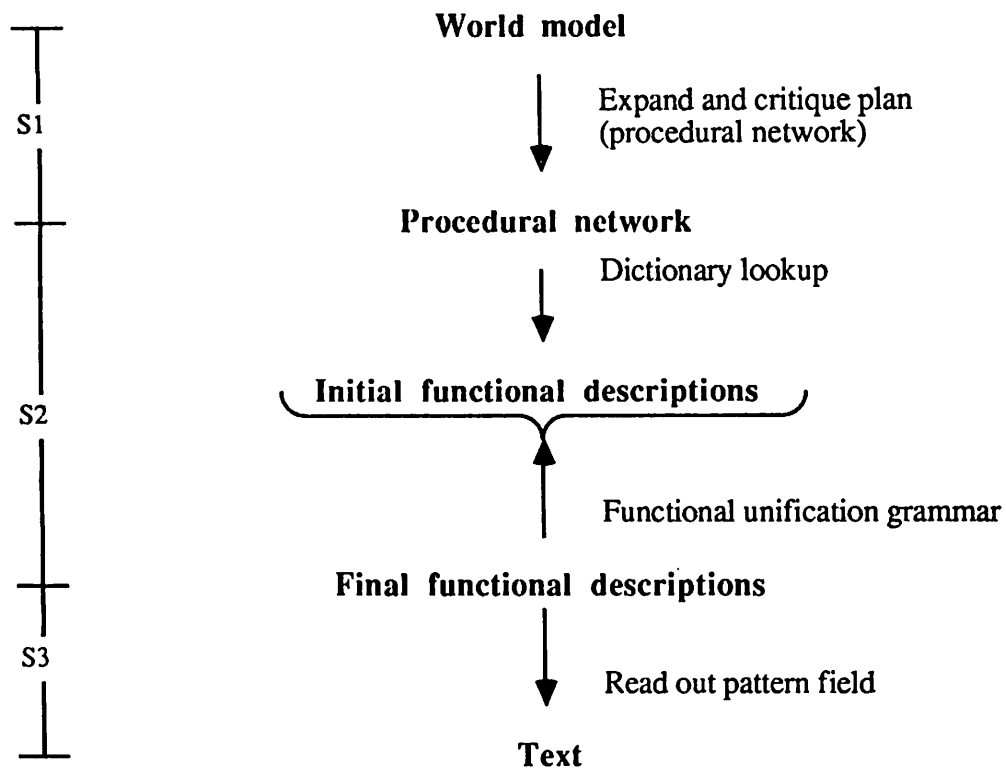 World model
Expand and critique plan
(procedural network)
S1
Procedural network
Dictionary lookup
Initial functional descriptions
S2
Functional unification grammar
Final functional descriptions
S3
Read out pattern field
Text